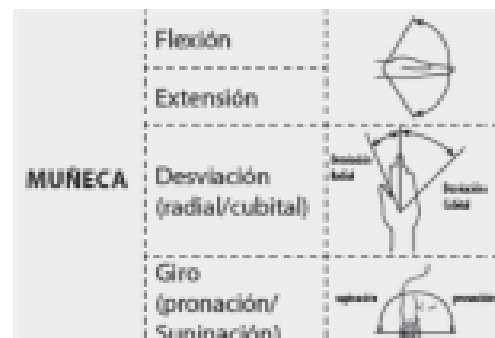 Flexión
Extensión
MUÑECA
Desviación
(radial/cubital)
Giro
(pronación/
Supinación)